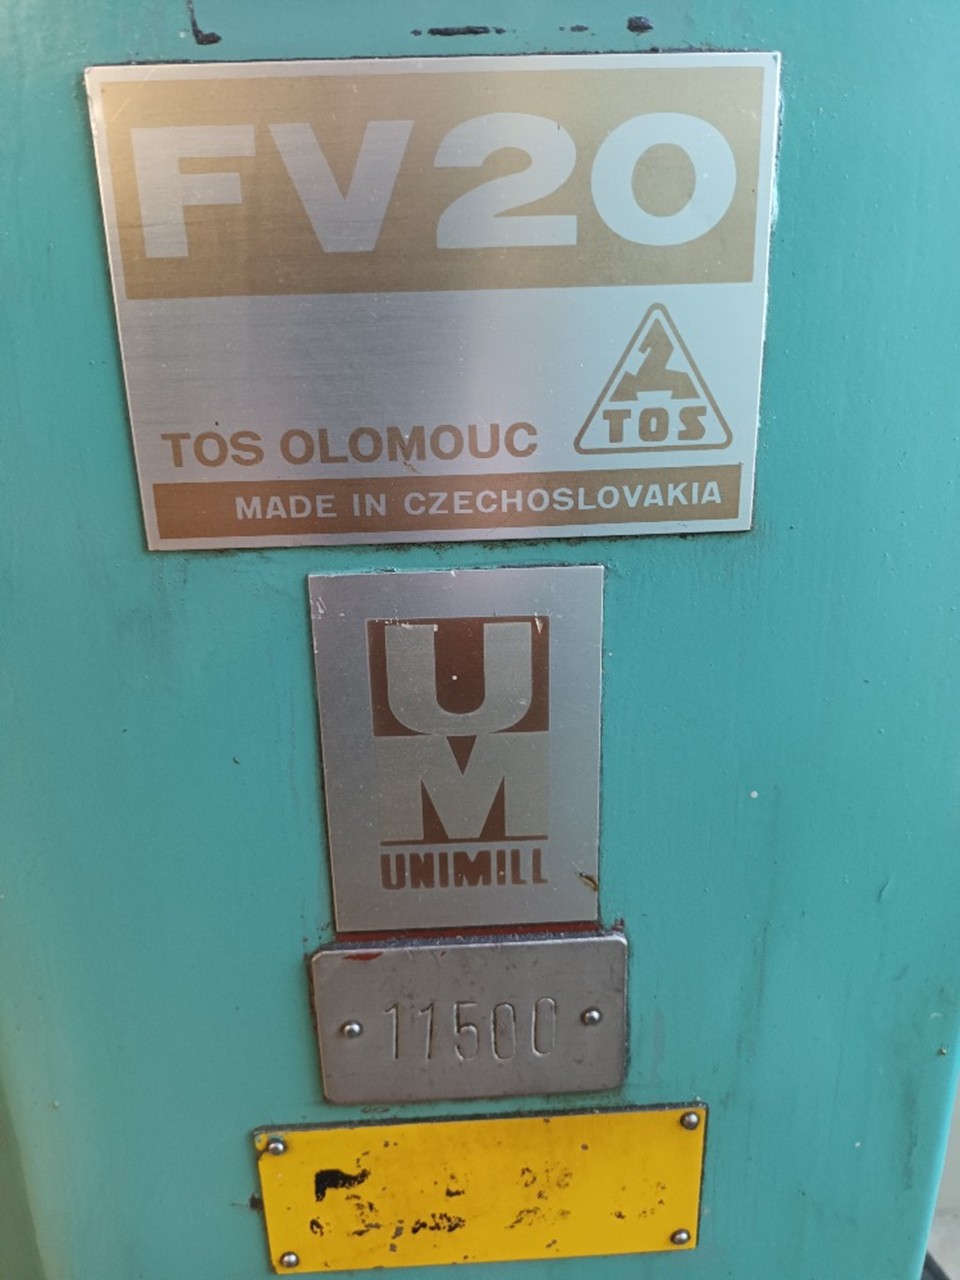 FV20
TOS
TOS OLOMOUC
MADE IN CZECHOSLOVAKIA
UM
UNIMILL
11500